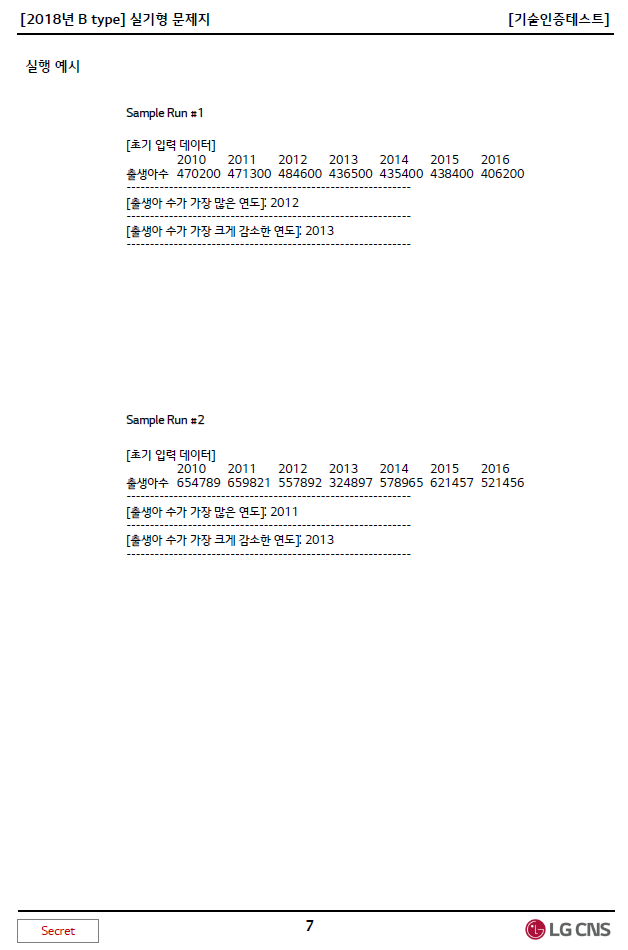 [2018년 B type] 실기형 문제지 [기술인증테스트]
실행 예시
Sample Run #1
[초기 입력 데이터]
2010 2011 2012 2013 2014 2015 2016
출생아수 470200 471300 484600 436500 435400 438400 406200
-------------------------------------------------------------
[출생아 수가 가장 많은 연도]: 2012
-------------------------------------------------------------
[출생아 수가 가장 크게 감소한 연도]: 2013
-------------------------------------------------------------
Sample Run #2
[초기 입력 데이터]
2010 2011 2012 2013 2014 2015 2016
출생아수 654789 659821 557892 324897 578965 621457 521456
-------------------------------------------------------------
[출생아 수가 가장 많은 연도]: 2011
-------------------------------------------------------------
[출생아 수가 가장 크게 감소한 연도]: 2013
-------------------------------------------------------------
Secret 7 LG CNS